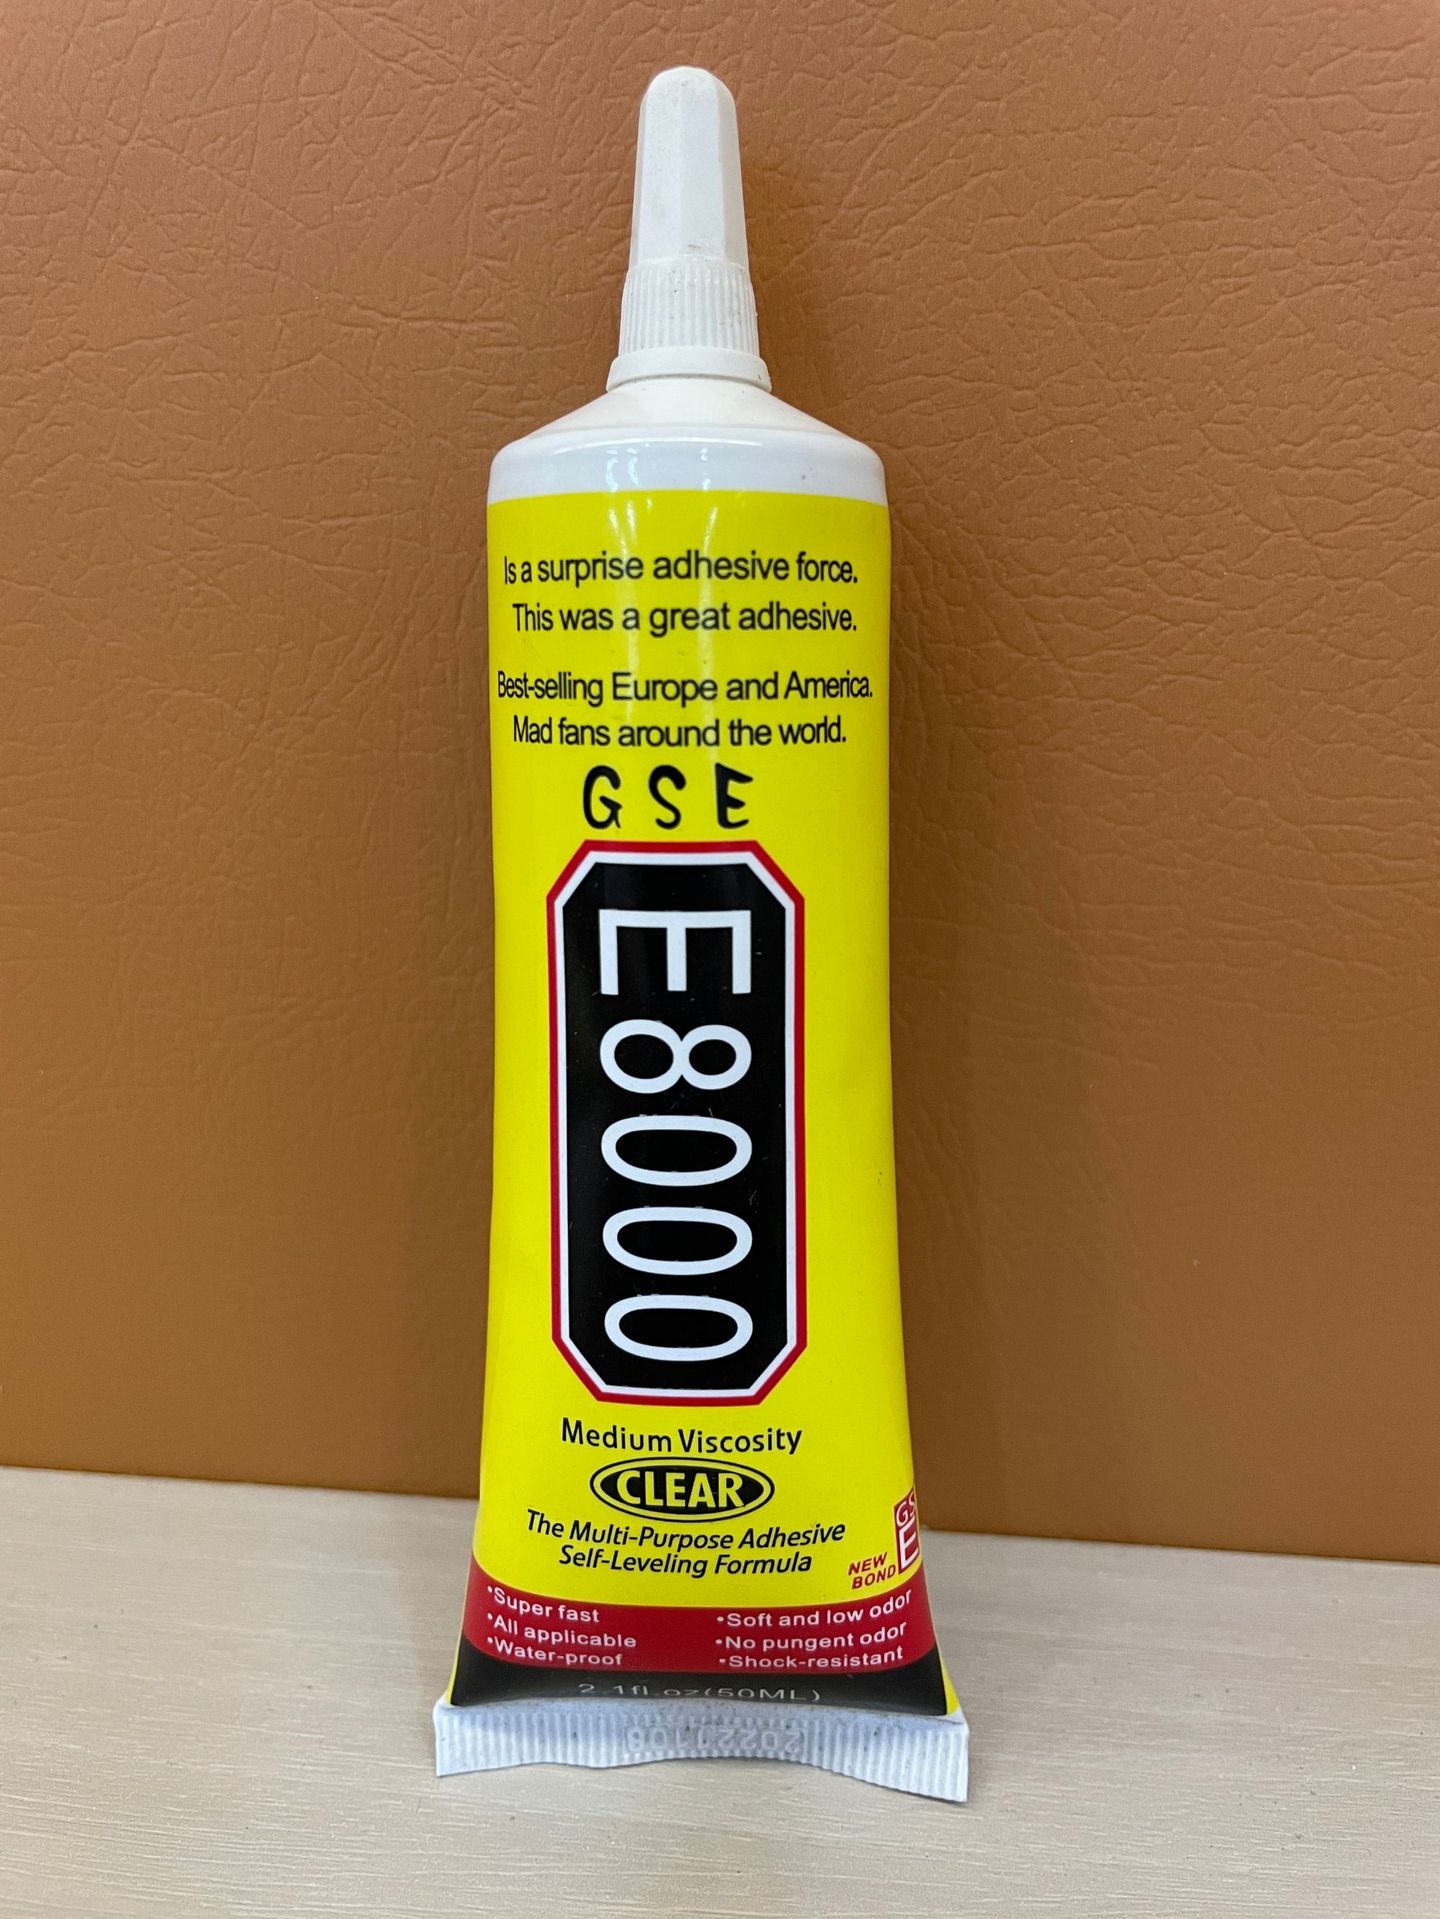 Is a surprise adhesive force.
This was a great adhesive.
Best-selling Europe and America.
Mad fans around the world.
GSE
E8000
Medium Viscosity
CLEAR
The Multi-Purpose Adhesive
Self-Leveling Formula
GS
E
NEW
BOND
•Super fast
•All applicable
•Water-proof
•Soft and low odor
•No pungent odor
•Shock-resistant
2.1fl.oz(50ML)